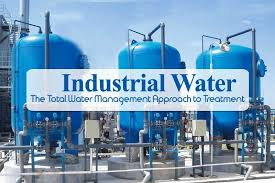 Industrial Water
The Total Water Management Approach to Treatment